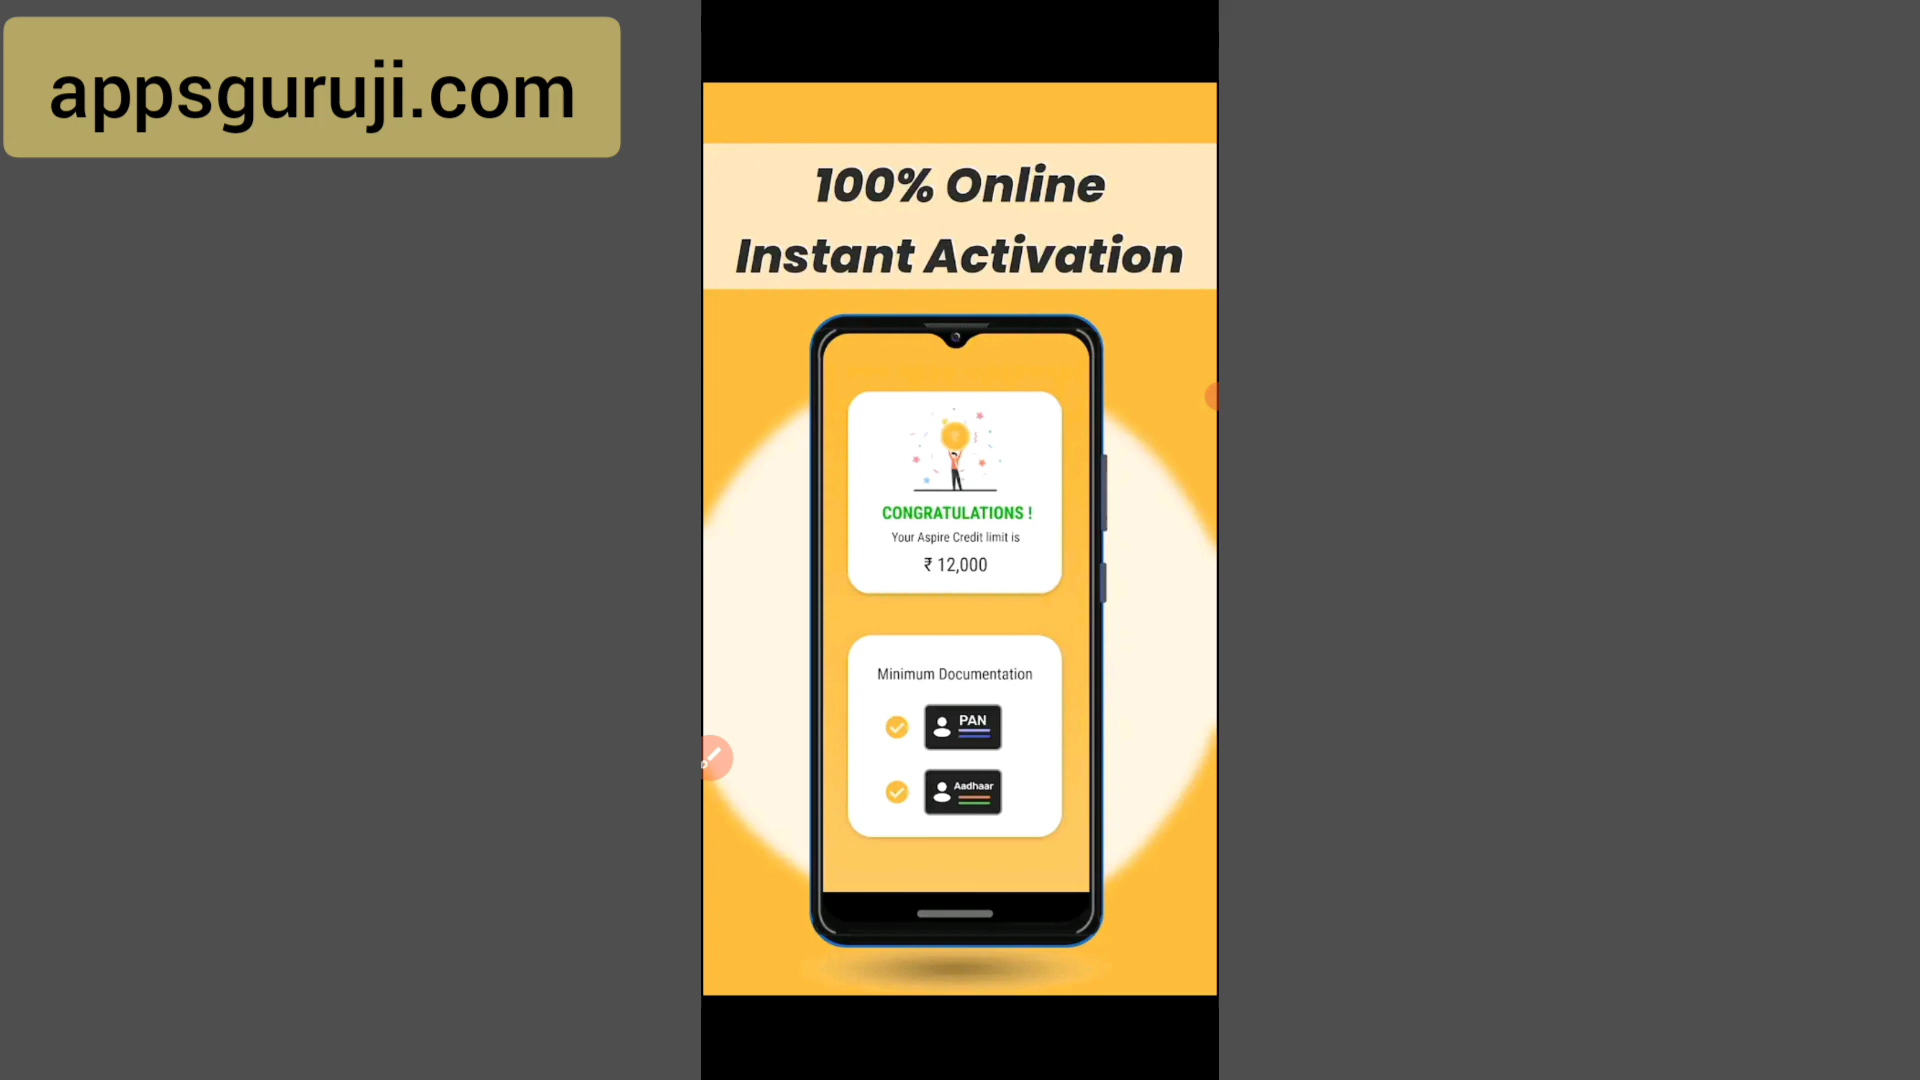 appsguruji.com
100% Online
Instant Activation
CONGRATULATIONS !
Your Aspire Credit limit is
₹ 12,000
Minimum Documentation
PAN
Aadhaar